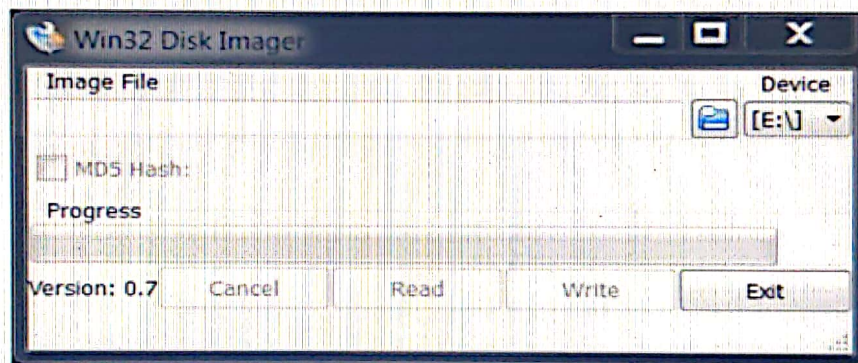 Win32 Disk Imager
Image File
Device
[E:\]
MD5 Hash:
Progress
Version: 0.7
Cancel
Read
Write
Exit